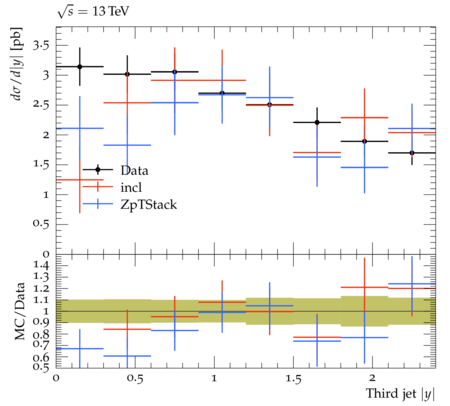 √s = 13 TeV
dσ/d|y| [pb]
3.5
3
2.5
2
1.5
1
0.5
0
Data
incl
ZpTStack
MC/Data
1.4
1.3
1.2
1.1
1
0.9
0.8
0.7
0.6
0.5
0 0.5 1 1.5 2
Third jet |y|